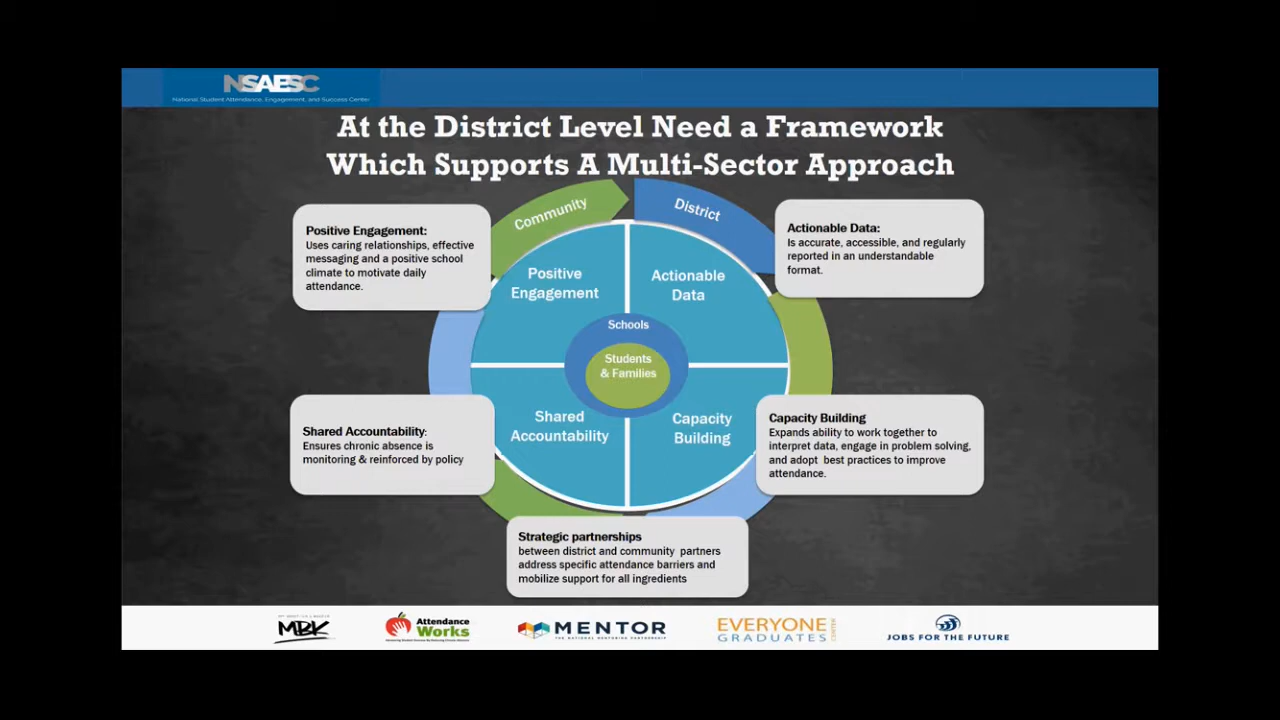 NSAESC
National Student Attendance, Engagement, and Success Center
At the District Level Need a Framework
Which Supports A Multi-Sector Approach
Community
District
Positive Engagement:
Uses caring relationships, effective
messaging and a positive school
climate to motivate daily
attendance.
Actionable Data:
Is accurate, accessible, and regularly
reported in an understandable
format.
Positive
Engagement
Actionable
Data
Schools
Students
& Families
Shared
Accountability
Capacity
Building
Shared Accountability:
Ensures chronic absence is
monitoring & reinforced by policy
Capacity Building
Expands ability to work together to
interpret data, engage in problem solving,
and adopt  best practices to improve
attendance.
Strategic partnerships
between district and community  partners
address specific attendance barriers and
mobilize support for all ingredients
MBK
Attendance
Works
MENTOR
THE NATIONAL MENTORING PARTNERSHIP
EVERYONE
GRADUATES
CENTER
JOBS FOR THE FUTURE